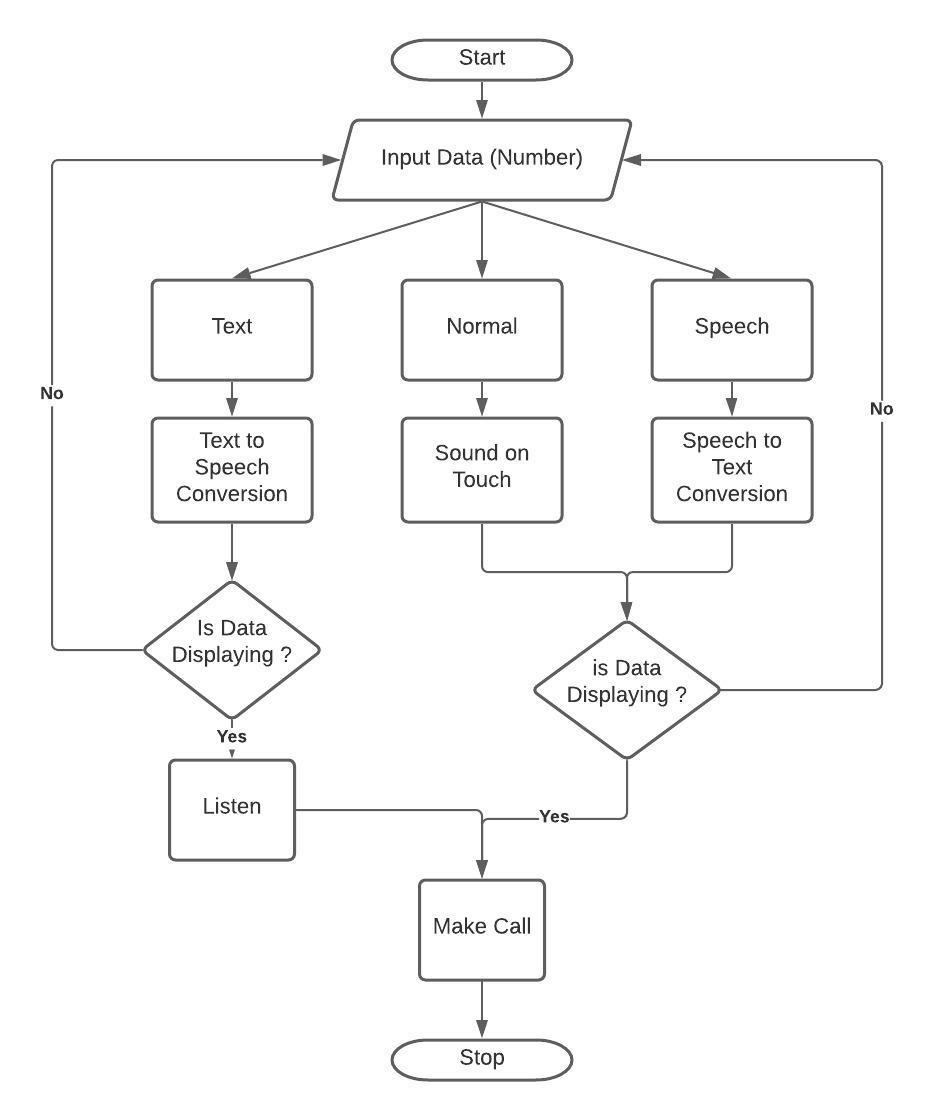 Start
Input Data (Number)
Text
Normal
Speech
No
No
Text to
Speech
Conversion
Sound on
Touch
Speech to
Text
Conversion
Is Data
Displaying ?
is Data
Displaying ?
Yes
Listen
Yes
Make Call
Stop